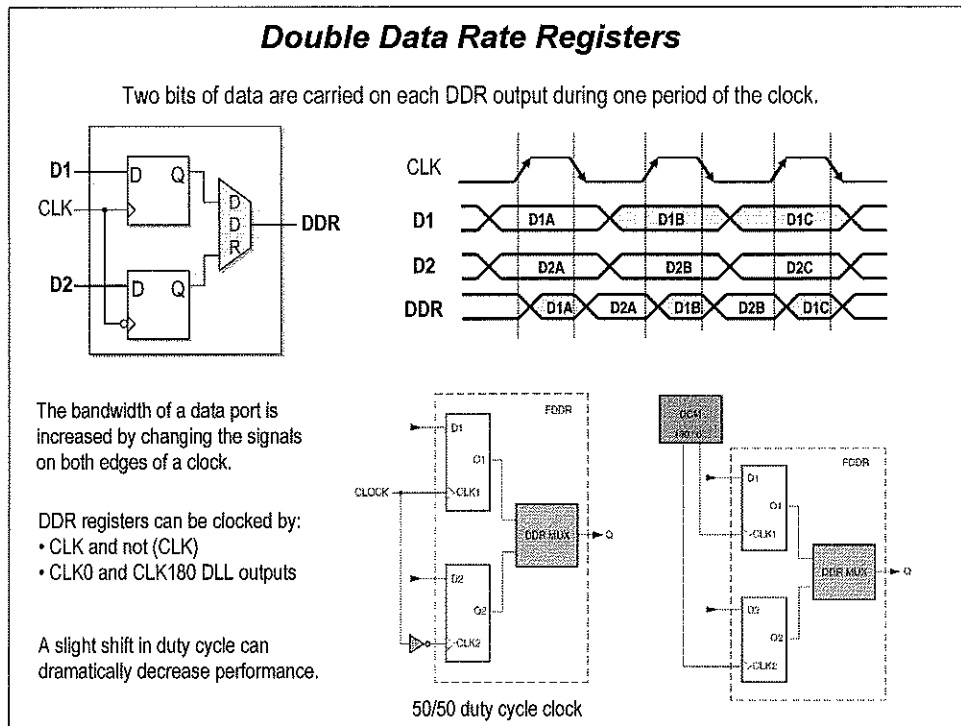 Double Data Rate Registers
Two bits of data are carried on each DDR output during one period of the clock.
D1
D Q
CLK
D
D
R
DDR
D2
D Q
CLK
D1
D1A D1B D1C
D2
D2A D2B D2C
DDR
D1A D2A D1B D2B D1C
The bandwidth of a data port is
increased by changing the signals
on both edges of a clock.
DDR registers can be clocked by:
• CLK and not (CLK)
• CLK0 and CLK180 DLL outputs
A slight shift in duty cycle can
dramatically decrease performance.
FDDR
D1
Q1
CLOCK
CLK1
DDR MUX
Q
D2
Q2
CLK2
50/50 duty cycle clock
DCM
FDDR
D1
Q1
CLK1
DDR MUX
Q
D2
Q2
CLK2